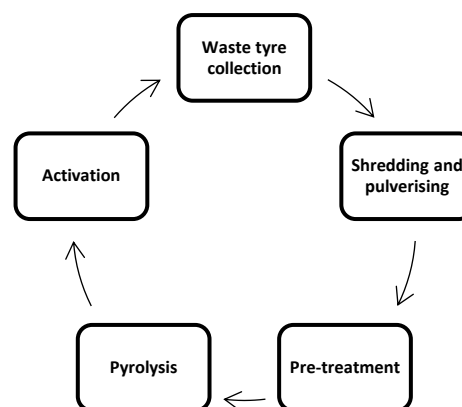 Waste tyre
collection
Shredding and
pulverising
Pre-treatment
Pyrolysis
Activation